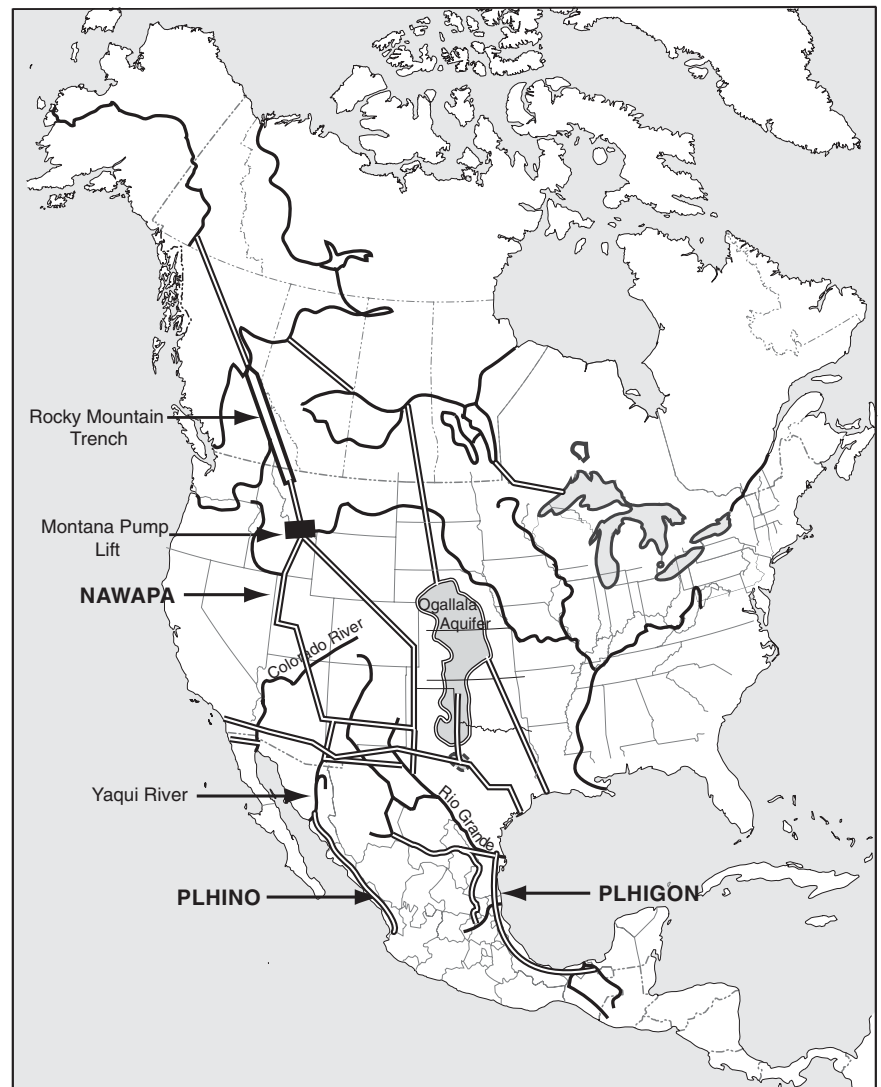 Rocky Mountain
Trench
Montana Pump
Lift
NAWAPA
Ogallala
Aquifer
Colorado River
Yaqui River
Rio Grande
PLHINO
PLHIGON